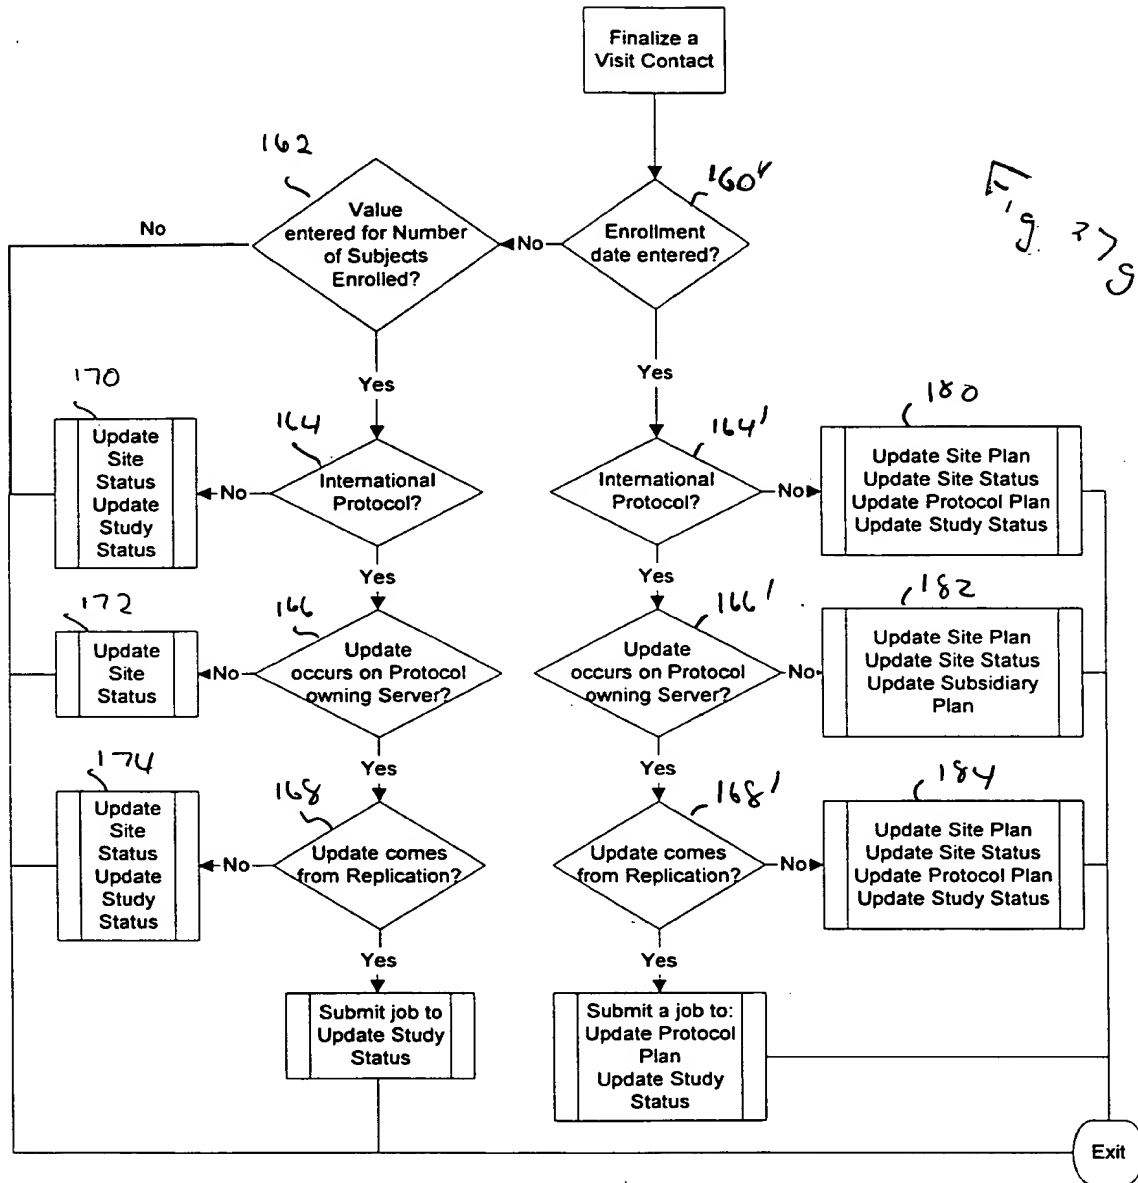 Finalize a
Visit Contact
162
160'
Fig. 37g
Value
entered for Number
of Subjects
Enrolled?
No
No
Enrollment
date entered?
Yes
Yes
170
164
164'
180
Update
Site
Status
Update
Study
Status
No
International
Protocol?
International
Protocol?
No
Update Site Plan
Update Site Status
Update Protocol Plan
Update Study Status
Yes
Yes
172
166
166'
182
Update
Site
Status
No
Update
occurs on Protocol
owning Server?
Update
occurs on Protocol
owning Server?
No
Update Site Plan
Update Site Status
Update Subsidiary
Plan
Yes
Yes
174
168
168'
184
Update
Site
Status
Update
Study
Status
No
Update comes
from Replication?
Update comes
from Replication?
No
Update Site Plan
Update Site Status
Update Protocol Plan
Update Study Status
Yes
Yes
Submit job to
Update Study
Status
Submit a job to:
Update Protocol
Plan
Update Study
Status
Exit